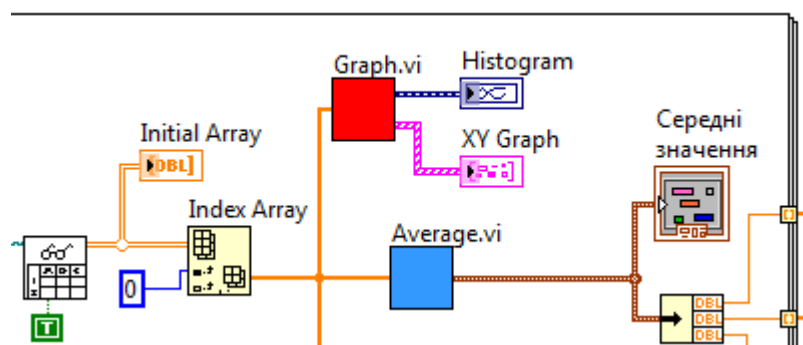 Graph.vi
Histogram
Initial Array
DBL
XY Graph
Середні
значення
Index Array
Average.vi
0
DBL
DBL
DBL
T